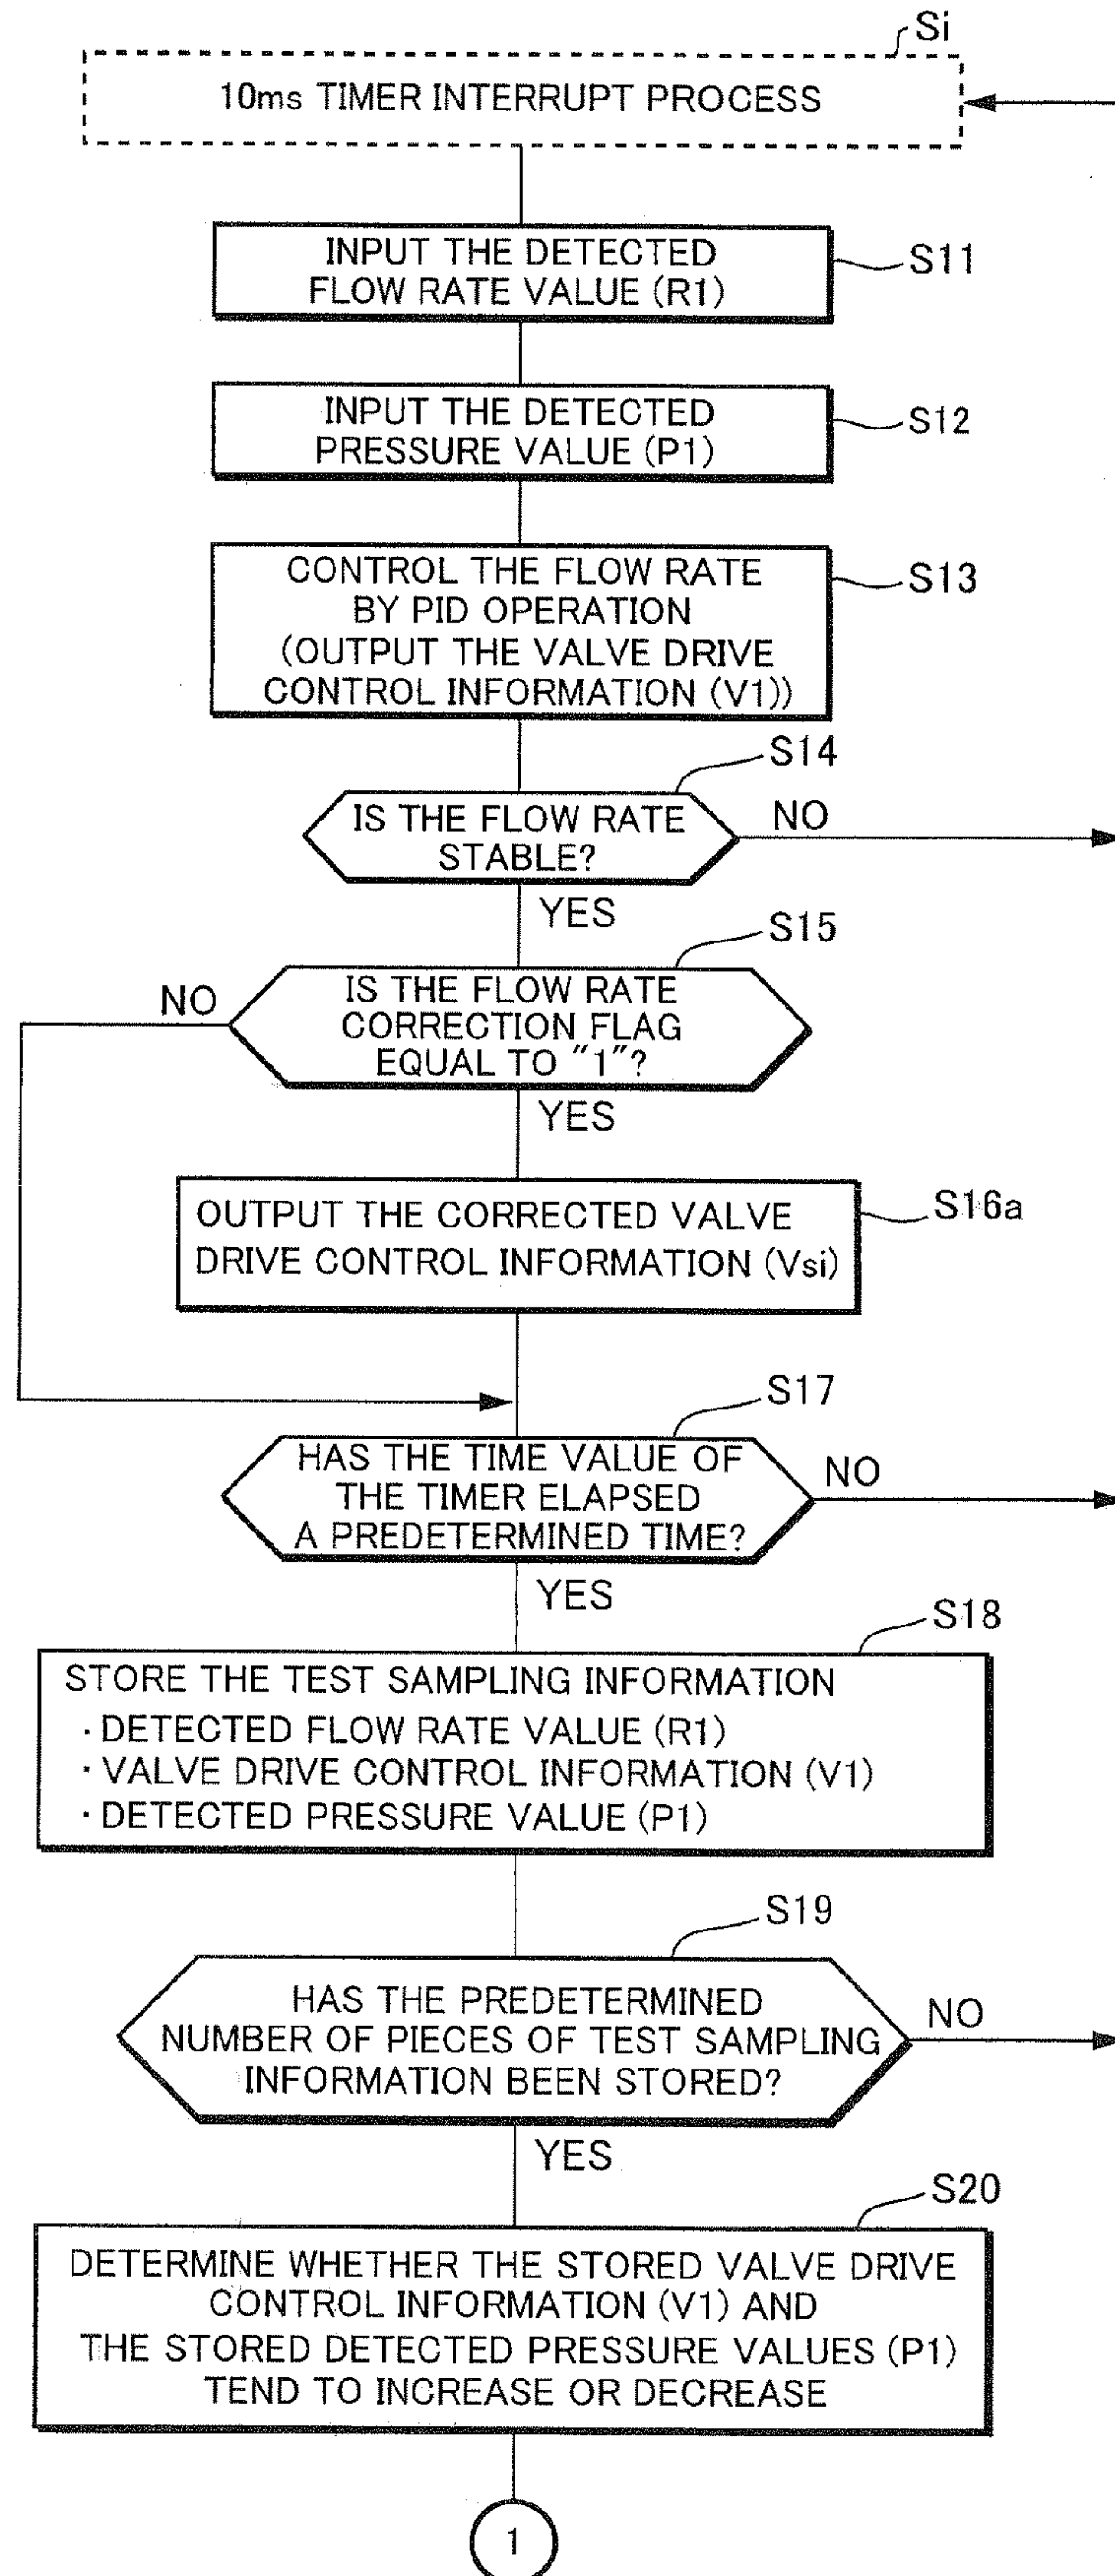 Si
10ms TIMER INTERRUPT PROCESS
INPUT THE DETECTED
FLOW RATE VALUE (R1)
S11
INPUT THE DETECTED
PRESSURE VALUE (P1)
S12
CONTROL THE FLOW RATE
BY PID OPERATION
(OUTPUT THE VALVE DRIVE
CONTROL INFORMATION (V1))
S13
S14
IS THE FLOW RATE
STABLE?
NO
YES
S15
IS THE FLOW RATE
CORRECTION FLAG
EQUAL TO "1"?
NO
YES
OUTPUT THE CORRECTED VALVE
DRIVE CONTROL INFORMATION (Vsi)
S16a
S17
HAS THE TIME VALUE OF
THE TIMER ELAPSED
A PREDETERMINED TIME?
NO
YES
S18
STORE THE TEST SAMPLING INFORMATION
・DETECTED FLOW RATE VALUE (R1)
・VALVE DRIVE CONTROL INFORMATION (V1)
・DETECTED PRESSURE VALUE (P1)
S19
HAS THE PREDETERMINED
NUMBER OF PIECES OF TEST SAMPLING
INFORMATION BEEN STORED?
NO
YES
S20
DETERMINE WHETHER THE STORED VALVE DRIVE
CONTROL INFORMATION (V1) AND
THE STORED DETECTED PRESSURE VALUES (P1)
TEND TO INCREASE OR DECREASE
1